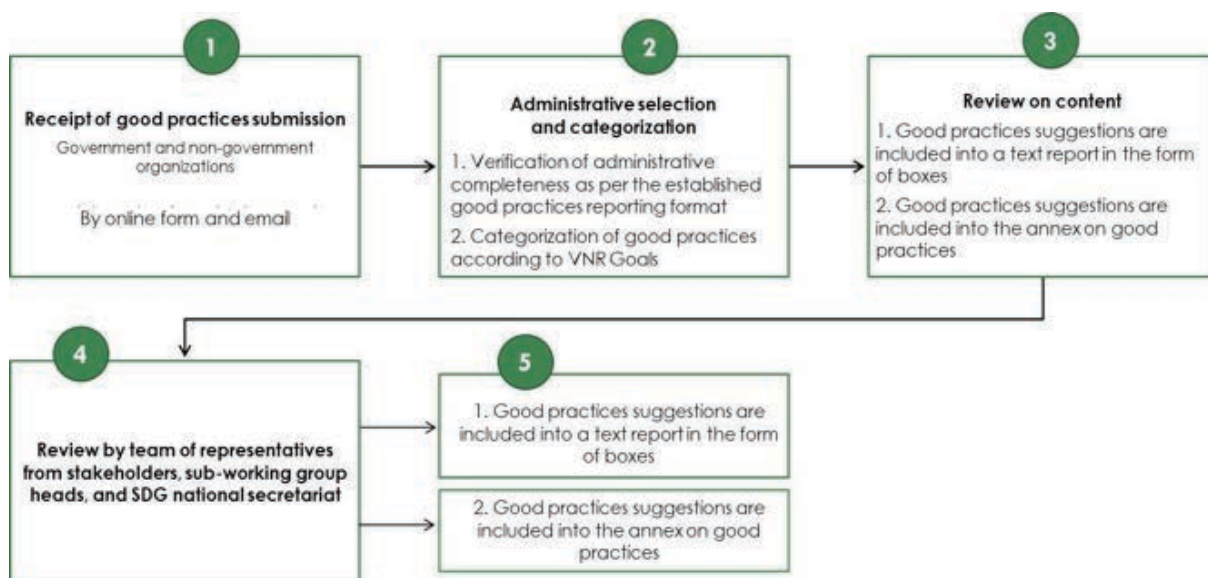 1
Receipt of good practices submission
Government and non-government
organizations
By online form and email
2
Administrative selection
and categorization
1. Verification of administrative
completeness as per the established
good practices reporting format
2. Categorization of good practices
according to VNR Goals
3
Review on content
1. Good practices suggestions are
included into a text report in the form
of boxes
2. Good practices suggestions are
included into the annex on good
practices
4
Review by team of representatives
from stakeholders, sub-working group
heads, and SDG national secretariat
5
1. Good practices suggestions are
included into a text report in the form
of boxes
2. Good practices suggestions are
included into the annex on good
practices